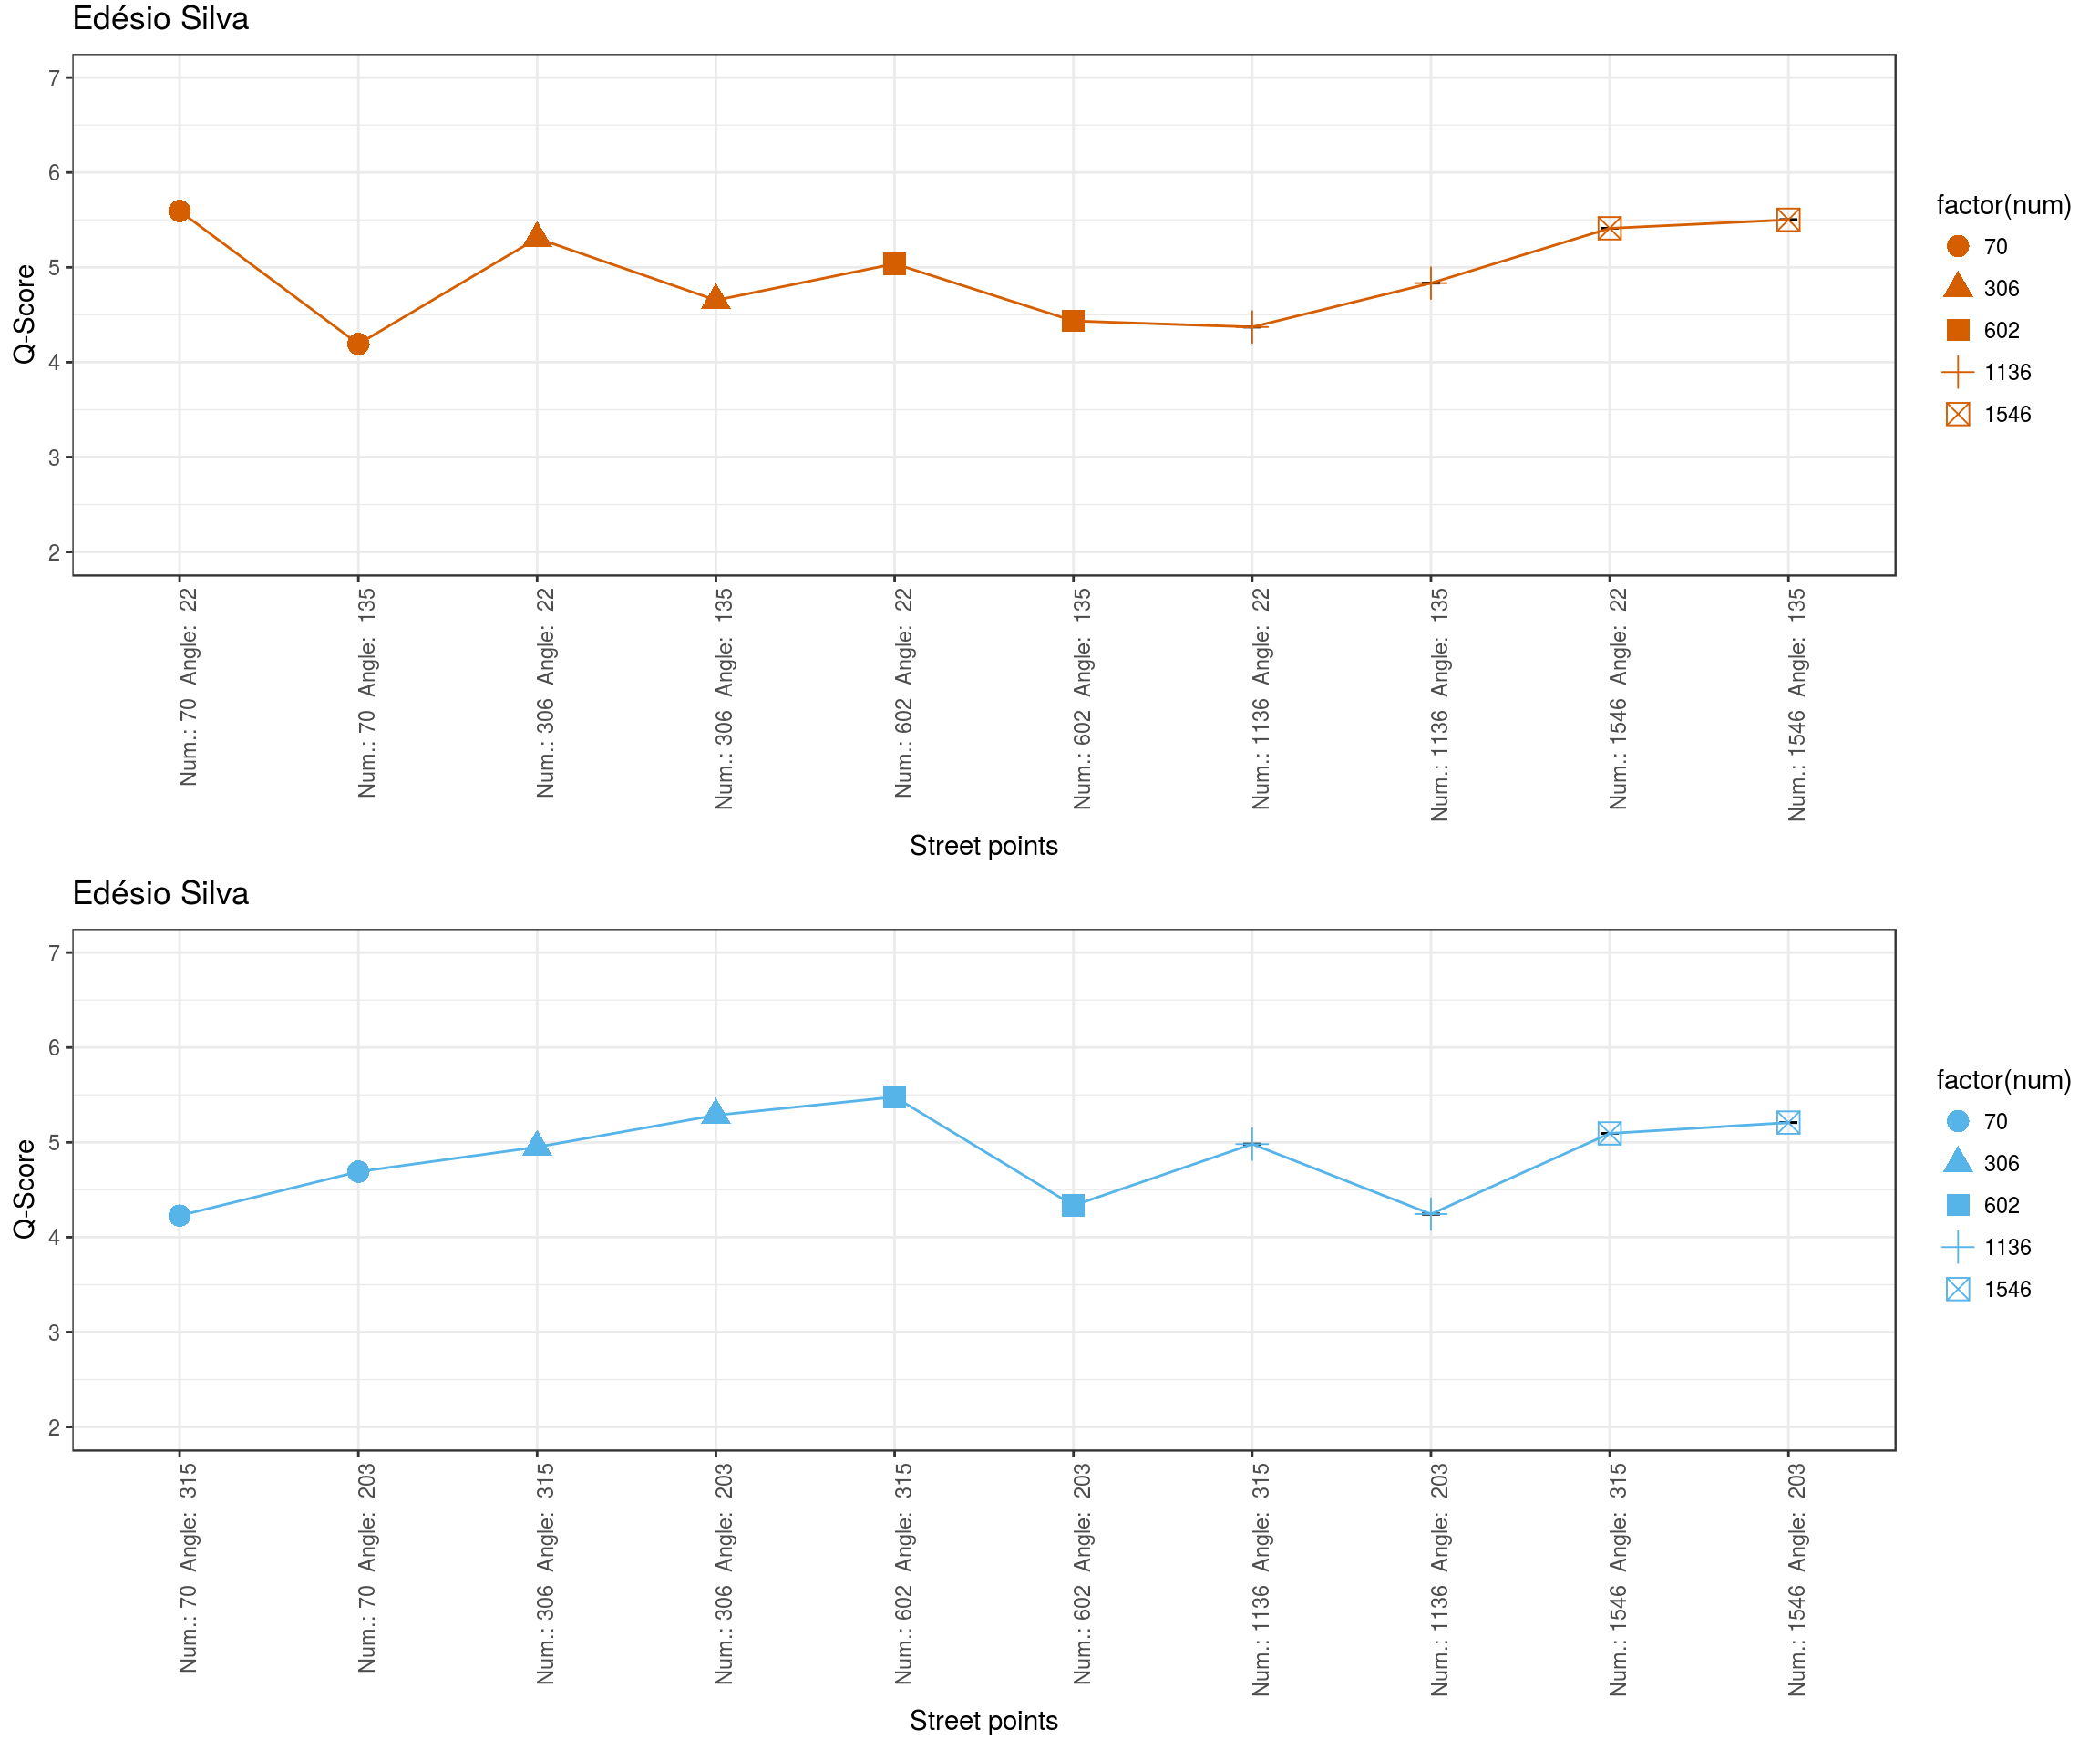 Edésio Silva
Q-Score
7
6
5
4
3
2
Num.: 70 Angle: 22
Num.: 70 Angle: 135
Num.: 306 Angle: 22
Num.: 306 Angle: 135
Num.: 602 Angle: 22
Num.: 602 Angle: 135
Num.: 1136 Angle: 22
Num.: 1136 Angle: 135
Num.: 1546 Angle: 22
Num.: 1546 Angle: 135
Street points
factor(num)
70
306
602
1136
1546
Edésio Silva
Q-Score
7
6
5
4
3
2
Num.: 70 Angle: 315
Num.: 70 Angle: 203
Num.: 306 Angle: 315
Num.: 306 Angle: 203
Num.: 602 Angle: 315
Num.: 602 Angle: 203
Num.: 1136 Angle: 315
Num.: 1136 Angle: 203
Num.: 1546 Angle: 315
Num.: 1546 Angle: 203
Street points
factor(num)
70
306
602
1136
1546